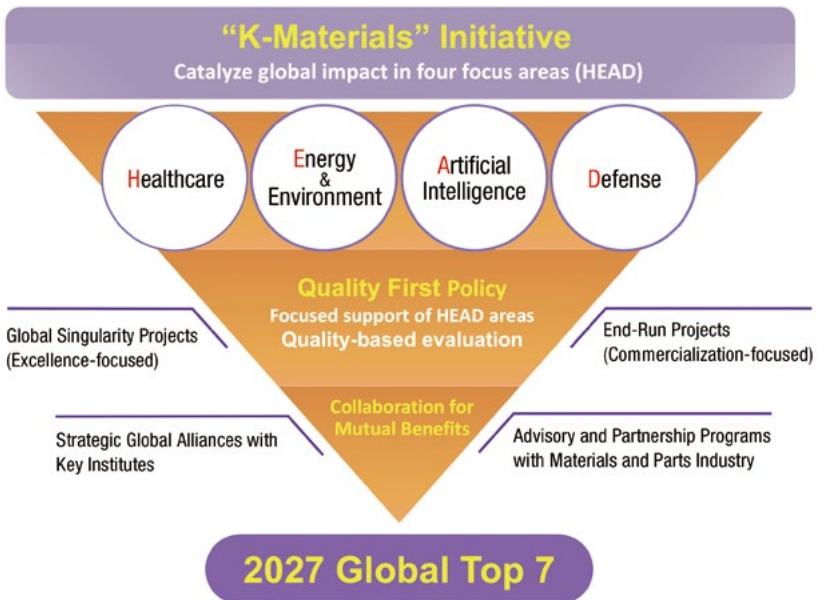 “K-Materials” Initiative
Catalyze global impact in four focus areas (HEAD)
Healthcare
Energy
&
Environment
Artificial
Intelligence
Defense
Quality First Policy
Focused support of HEAD areas
Quality-based evaluation
Global Singularity Projects
(Excellence-focused)
End-Run Projects
(Commercialization-focused)
Collaboration for
Mutual Benefits
Strategic Global Alliances with
Key Institutes
Advisory and Partnership Programs
with Materials and Parts Industry
2027 Global Top 7